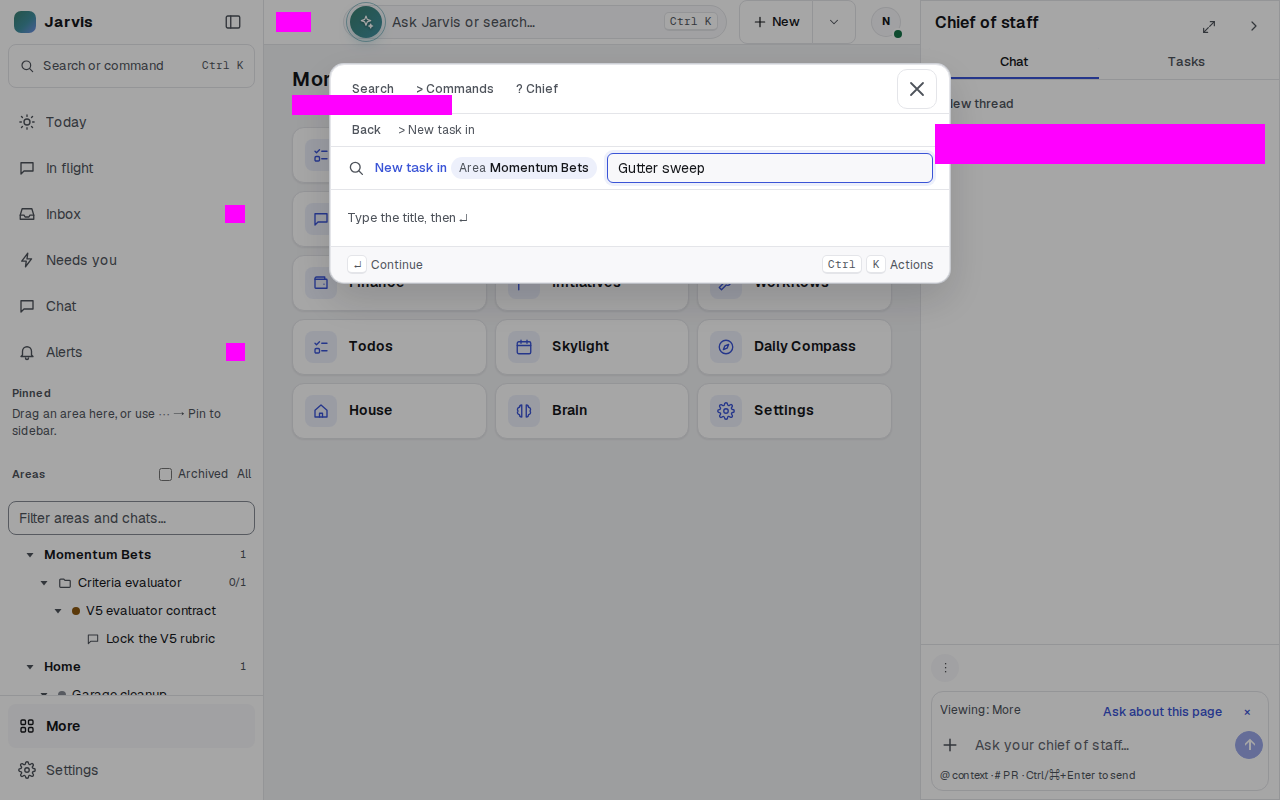 Jarvis
Search or command Ctrl K
Today
In flight
Inbox
Needs you
Chat
Alerts
Pinned
Drag an area here, or use ··· → Pin to
sidebar.
Areas Archived All
Filter areas and chats…
Momentum Bets 1
Criteria evaluator 0/1
V5 evaluator contract
Lock the V5 rubric
Home 1
Garage cleanup
More
Settings
Ask Jarvis or search… Ctrl K
+ New
N
Search > Commands ? Chief
Back > New task in
New task in Area Momentum Bets Gutter sweep
Type the title, then ↵
↵ Continue Ctrl K Actions
Finance Initiatives Workflows
Todos Skylight Daily Compass
House Brain Settings
Chief of staff
Chat Tasks
New thread
Viewing: More Ask about this page ×
Ask your chief of staff…
@ context · # PR · Ctrl/⌘+Enter to send